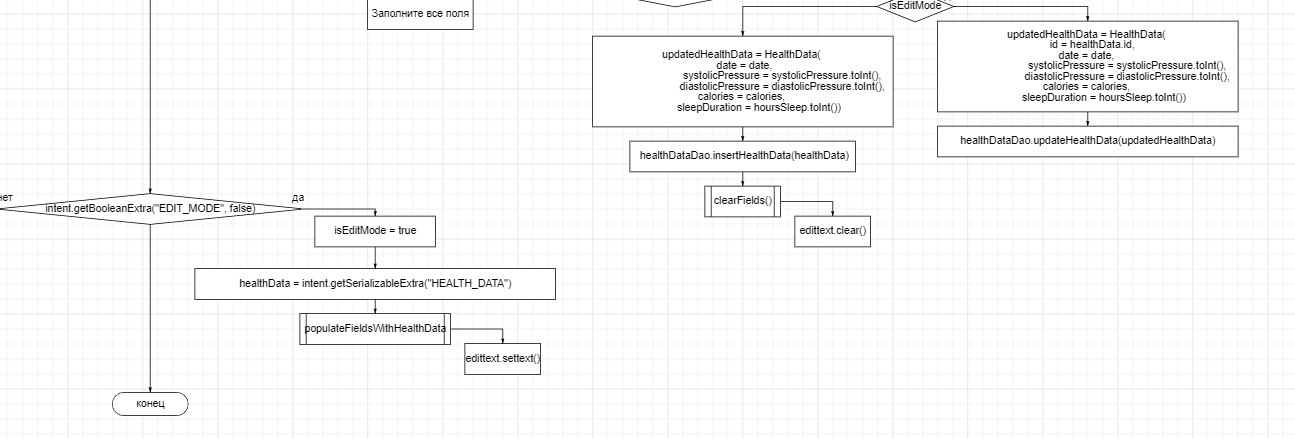 Заполните все поля
isEditMode
updatedHealthData = HealthData(
date = date,
systolicPressure = systolicPressure.toInt(),
diastolicPressure = diastolicPressure.toInt(),
calories = calories,
sleepDuration = hoursSleep.toInt())
updatedHealthData = HealthData(
id = healthData.id,
date = date,
systolicPressure = systolicPressure.toInt(),
diastolicPressure = diastolicPressure.toInt(),
calories = calories,
sleepDuration = hoursSleep.toInt())
healthDataDao.insertHealthData(healthData)
healthDataDao.updateHealthData(updatedHealthData)
clearFields()
edittext.clear()
нет
intent.getBooleanExtra("EDIT_MODE", false)
да
isEditMode = true
healthData = intent.getSerializableExtra("HEALTH_DATA")
populateFieldsWithHealthData
edittext.settext()
конец